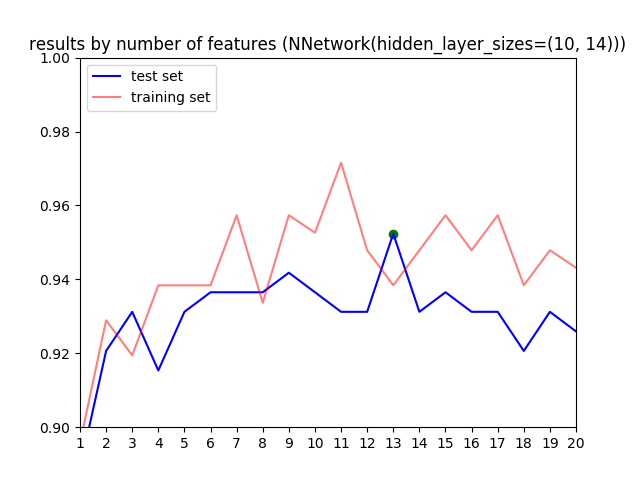 results by number of features (NNetwork(hidden_layer_sizes=(10, 14)))
1.00
test set
training set
0.98
0.96
0.94
0.92
0.90
1 2 3 4 5 6 7 8 9 10 11 12 13 14 15 16 17 18 19 20